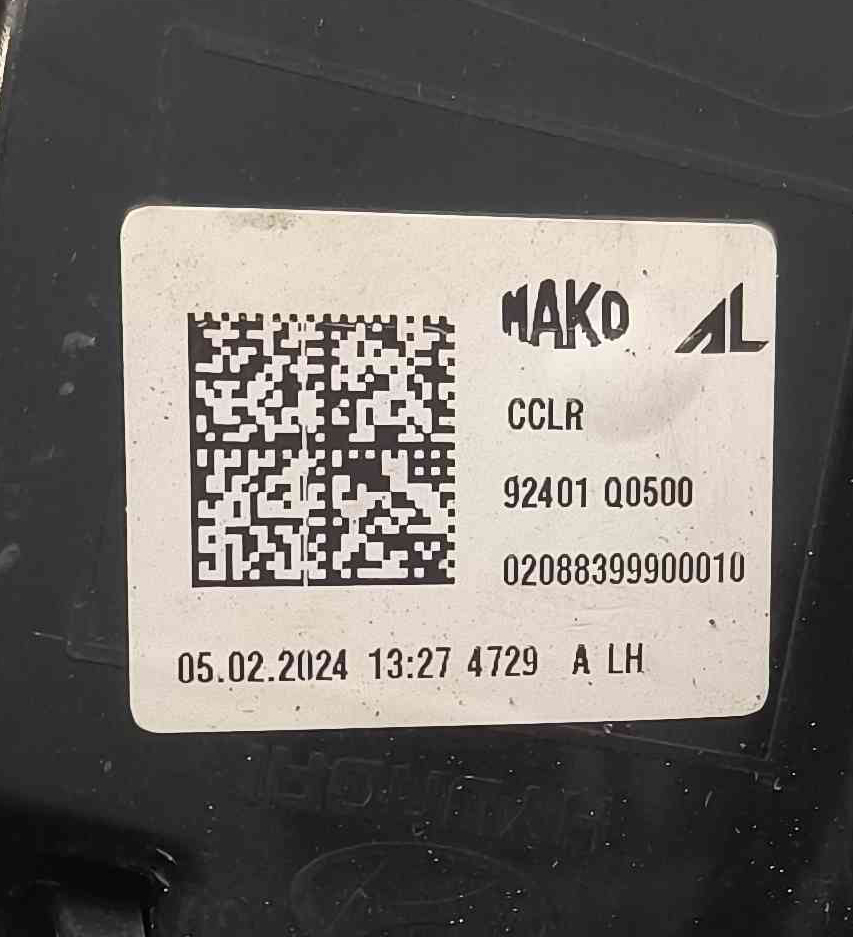 MAKO AL
CCLR
92401 Q0500
02088399900010
05.02.2024 13:27 4729 A LH